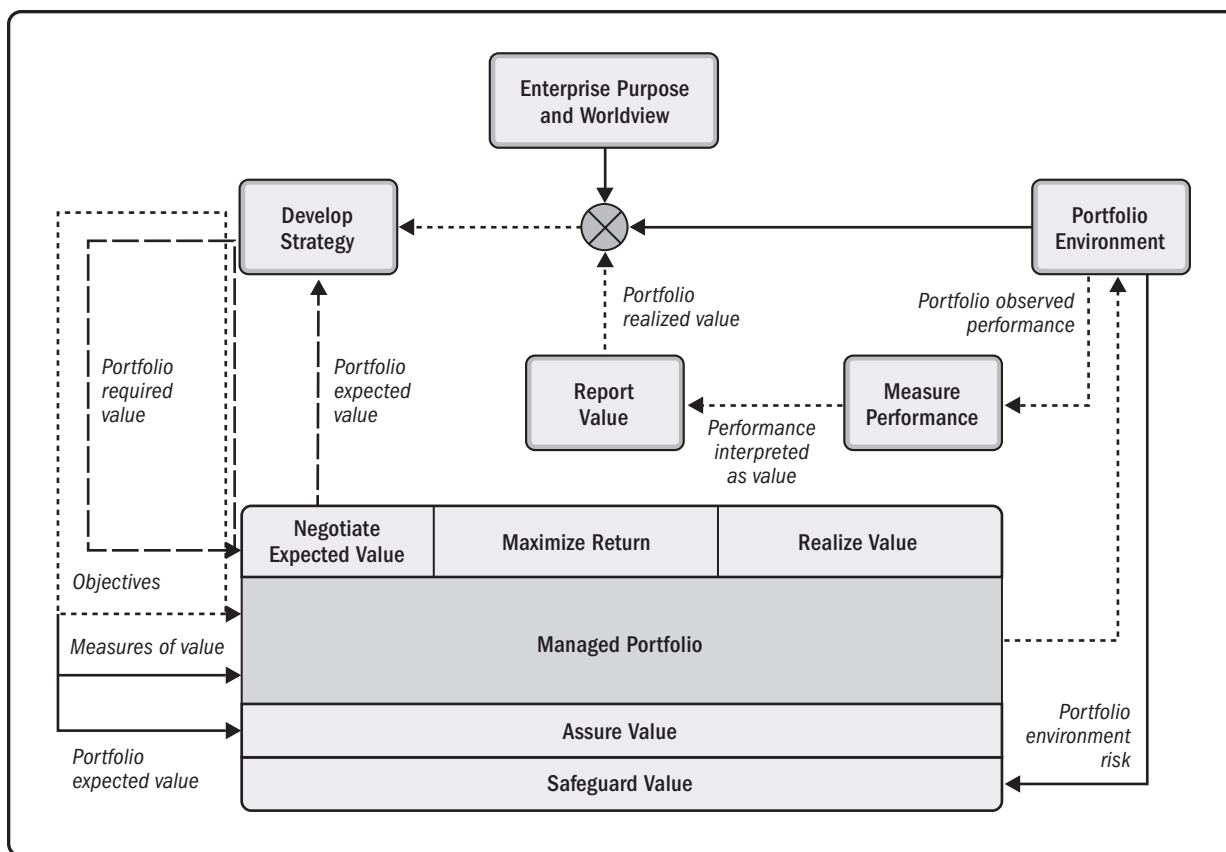 Enterprise Purpose
and Worldview
Develop
Strategy
Portfolio
Environment
Portfolio
realized value
Portfolio observed
performance
Portfolio
required
value
Portfolio
expected
value
Report
Value
Measure
Performance
Performance
interpreted
as value
Negotiate
Expected Value
Maximize Return
Realize Value
Objectives
Measures of value
Managed Portfolio
Portfolio
expected value
Assure Value
Portfolio
environment
risk
Safeguard Value